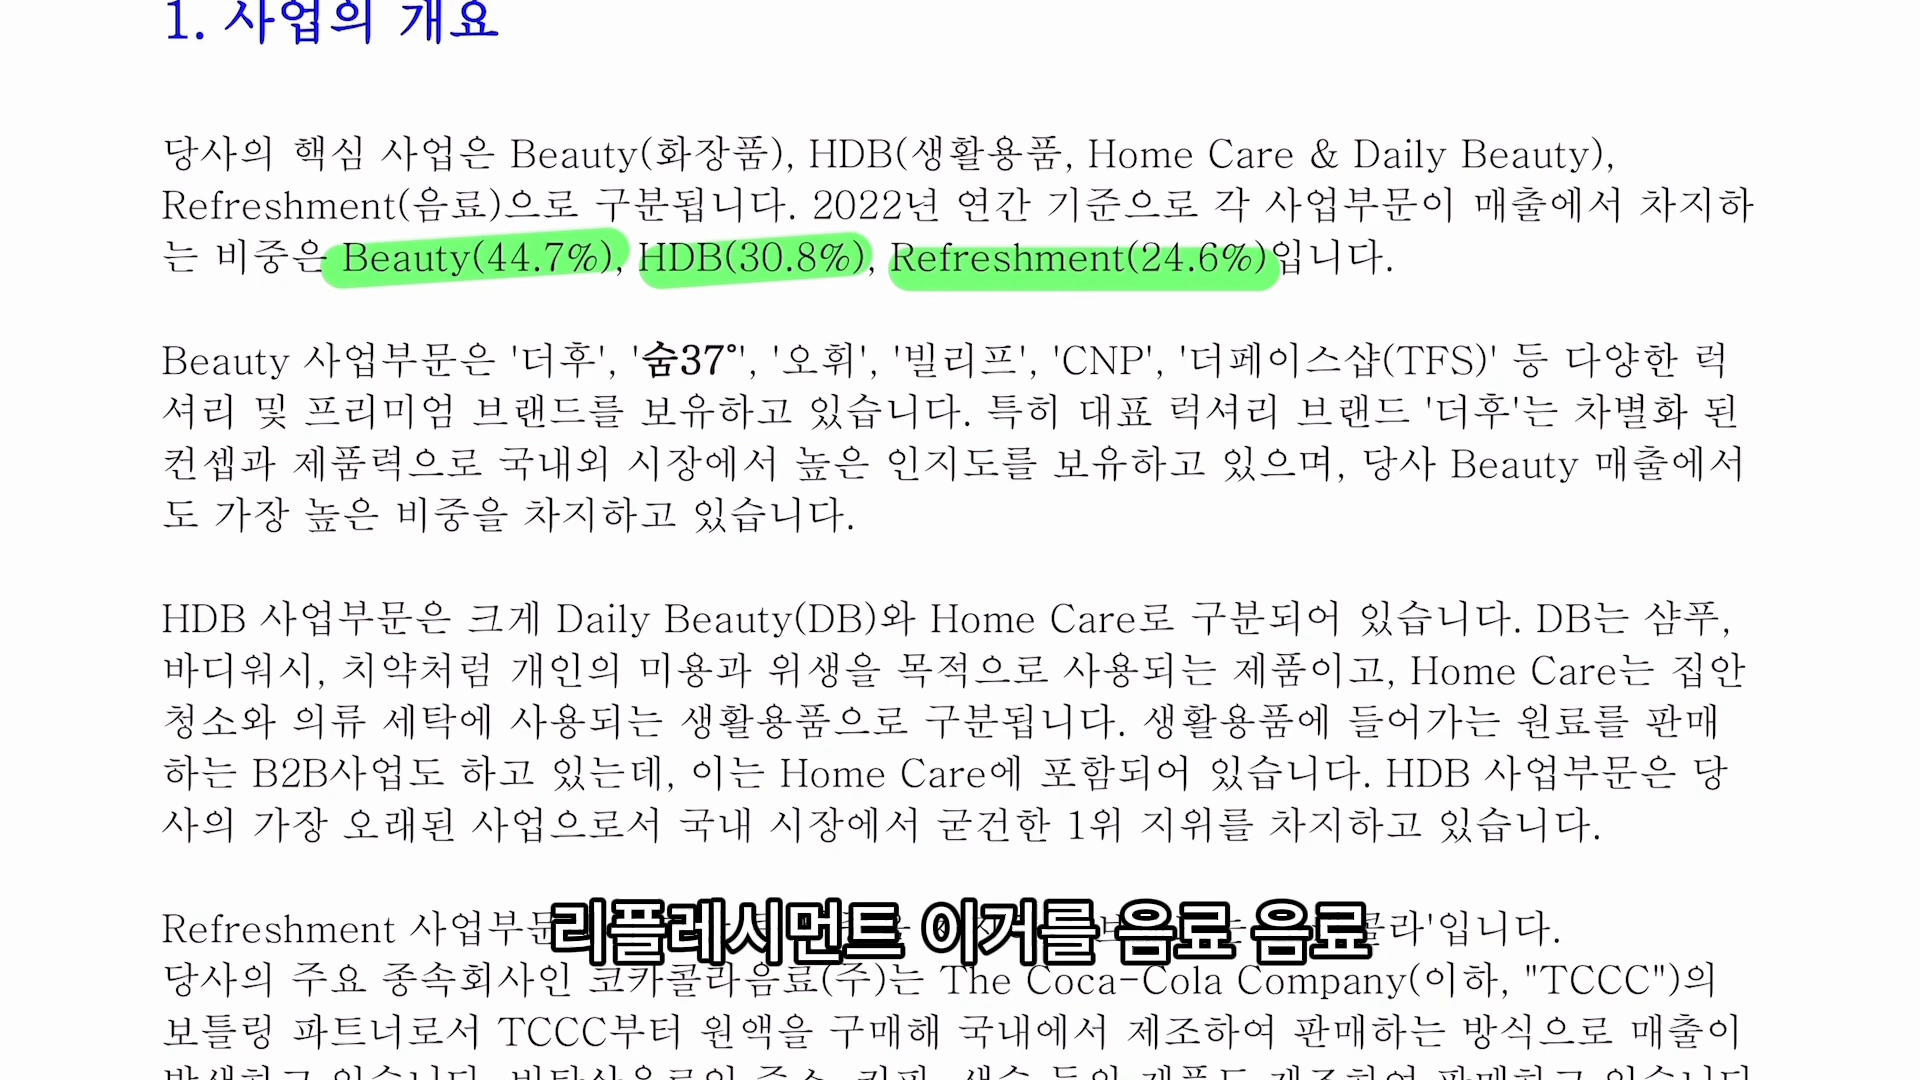 1. 사업의 개요
당사의 핵심 사업은 Beauty(화장품), HDB(생활용품, Home Care & Daily Beauty),
Refreshment(음료)으로 구분됩니다. 2022년 연간 기준으로 각 사업부문이 매출에서 차지하
는 비중은 Beauty(44.7%), HDB(30.8%), Refreshment(24.6%)입니다.
Beauty 사업부문은 '더후', '숨37°', '오휘', '빌리프', 'CNP', '더페이스샵(TFS)' 등 다양한 럭
셔리 및 프리미엄 브랜드를 보유하고 있습니다. 특히 대표 럭셔리 브랜드 '더후'는 차별화 된
컨셉과 제품력으로 국내외 시장에서 높은 인지도를 보유하고 있으며, 당사 Beauty 매출에서
도 가장 높은 비중을 차지하고 있습니다.
HDB 사업부문은 크게 Daily Beauty(DB)와 Home Care로 구분되어 있습니다. DB는 샴푸,
바디워시, 치약처럼 개인의 미용과 위생을 목적으로 사용되는 제품이고, Home Care는 집안
청소와 의류 세탁에 사용되는 생활용품으로 구분됩니다. 생활용품에 들어가는 원료를 판매
하는 B2B사업도 하고 있는데, 이는 Home Care에 포함되어 있습니다. HDB 사업부문은 당
사의 가장 오래된 사업으로서 국내 시장에서 굳건한 1위 지위를 차지하고 있습니다.
Refreshment 사업부문 콜라'입니다.
리플레시먼트 이거를 음료 음료
당사의 주요 종속회사인 코카콜라음료(주)는 The Coca-Cola Company(이하, "TCCC")의
보틀링 파트너로서 TCCC부터 원액을 구매해 국내에서 제조하여 판매하는 방식으로 매출이